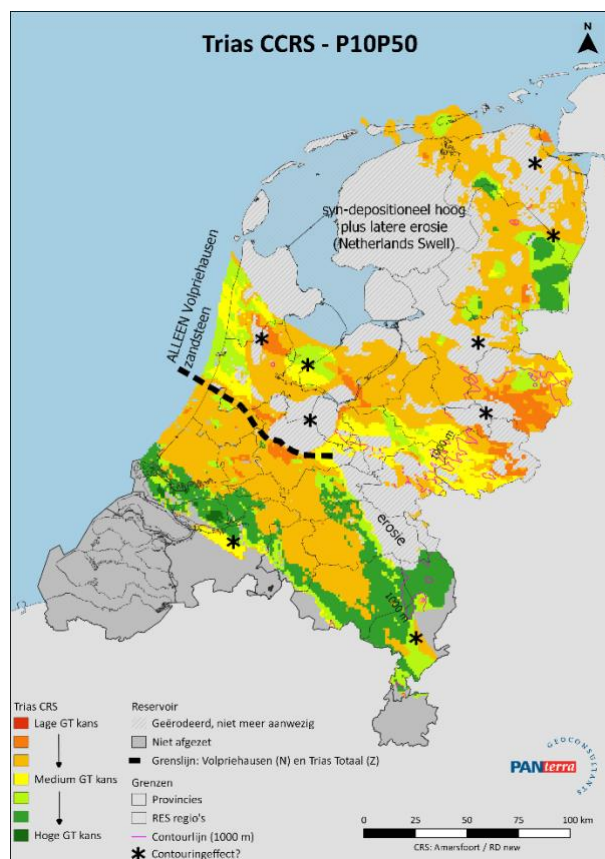 Trias CCRS - P10P50
N
syn-depositioneel hoog
plus latere erosie
(Netherlands Swell)
ALLEEN Volpriehausen
zandsteen
1000 m
erosie
1000 m
Trias CRS
Lage GT kans
Medium GT kans
Hoge GT kans
Reservoir
Geërodeerd, niet meer aanwezig
Niet afgezet
Grenslijn: Volpriehausen (N) en Trias Totaal (Z)
Grenzen
Provincies
RES regio's
Contourlijn (1000 m)
Contouringeffect?
PANterra
GEOCONSULTANTS
0 25 50 75 100 km
CRS: Amersfoort / RD new